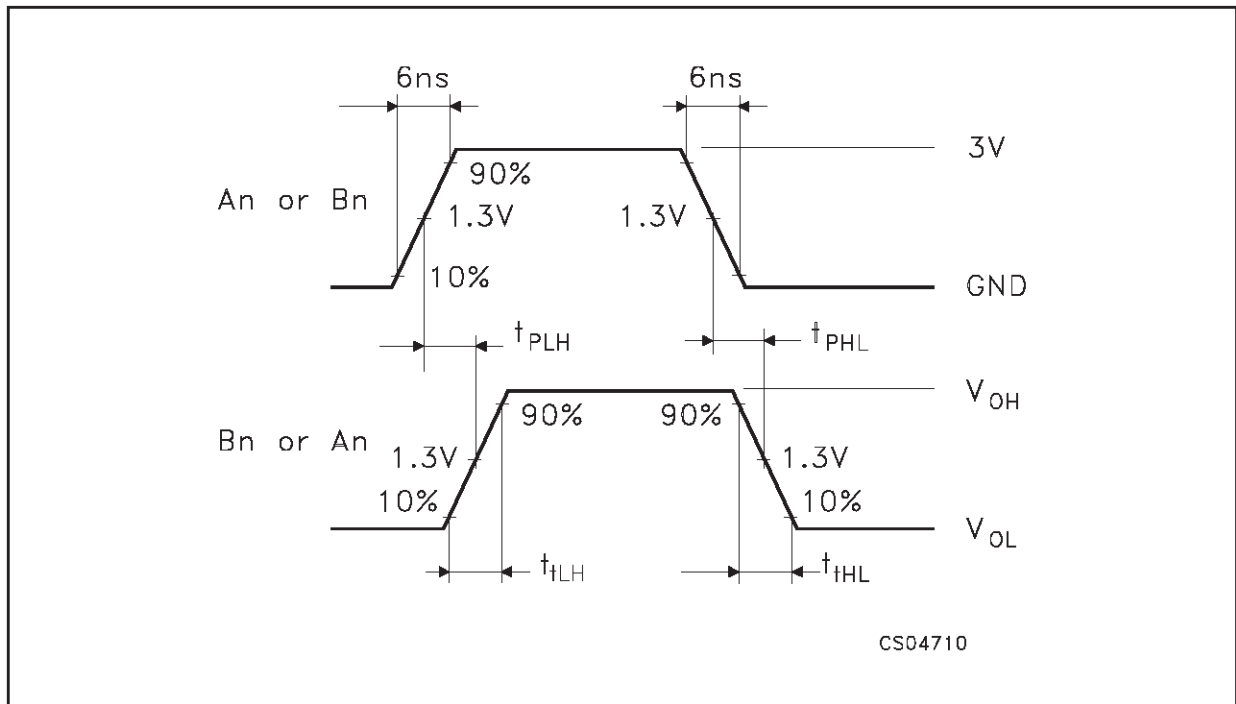 6ns 6ns
3V
90%
An or Bn
1.3V 1.3V
10%
GND
tPLH tPHL
VOH
90% 90%
Bn or An
1.3V 1.3V
10% 10%
VOL
ttLH ttHL
CS04710